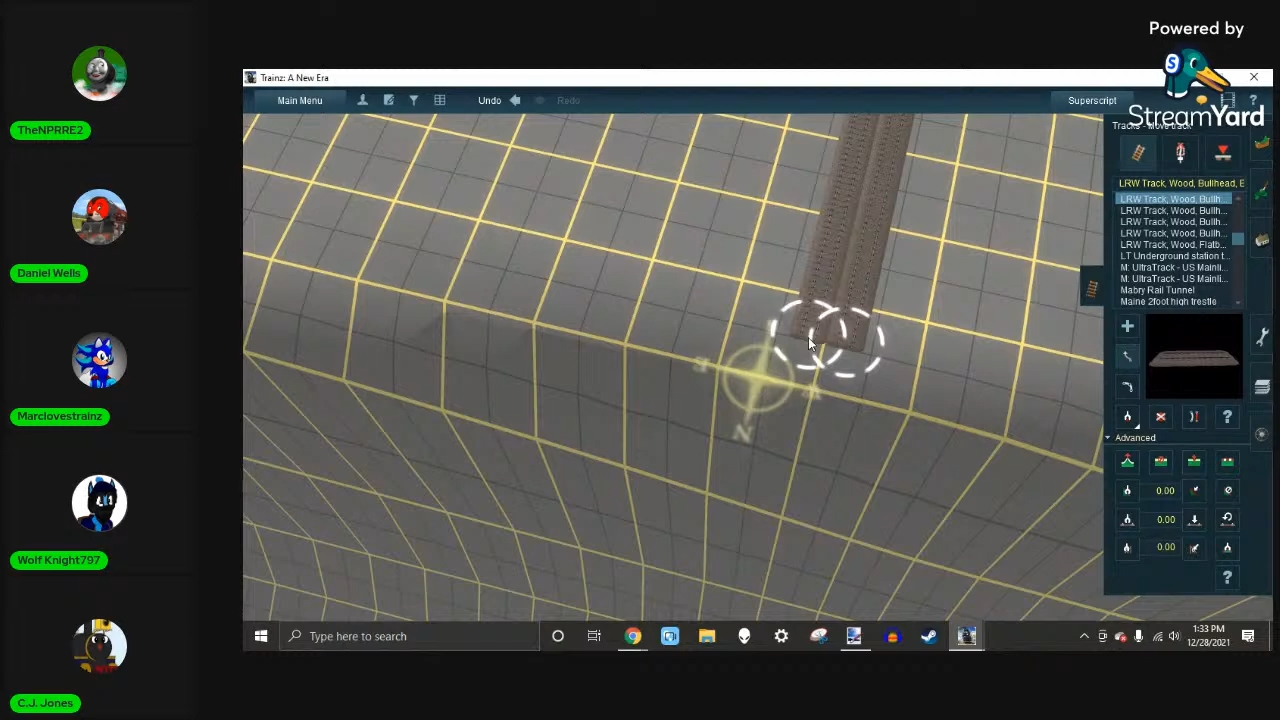 Powered by
StreamYard
TheNPRRE2
Daniel Wells
Marclovestrainz
Wolf Knight797
C.J. Jones
Trainz: A New Era
Main Menu
Undo
Redo
Superscript
?
Tracks - Move track
LRW Track, Wood, Bullhead, E
LRW Track, Wood, Bullh...
LRW Track, Wood, Bullh...
LRW Track, Wood, Bullh...
LRW Track, Wood, Bullh...
LRW Track, Wood, Flatb...
LT Underground station t...
M: UltraTrack - US Mainli...
M: UltraTrack - US Mainli...
Mabry Rail Tunnel
Maine 2foot high trestle
?
Advanced
0.00
0.00
0.00
?
E
W
N
Type here to search
1:33 PM
12/28/2021